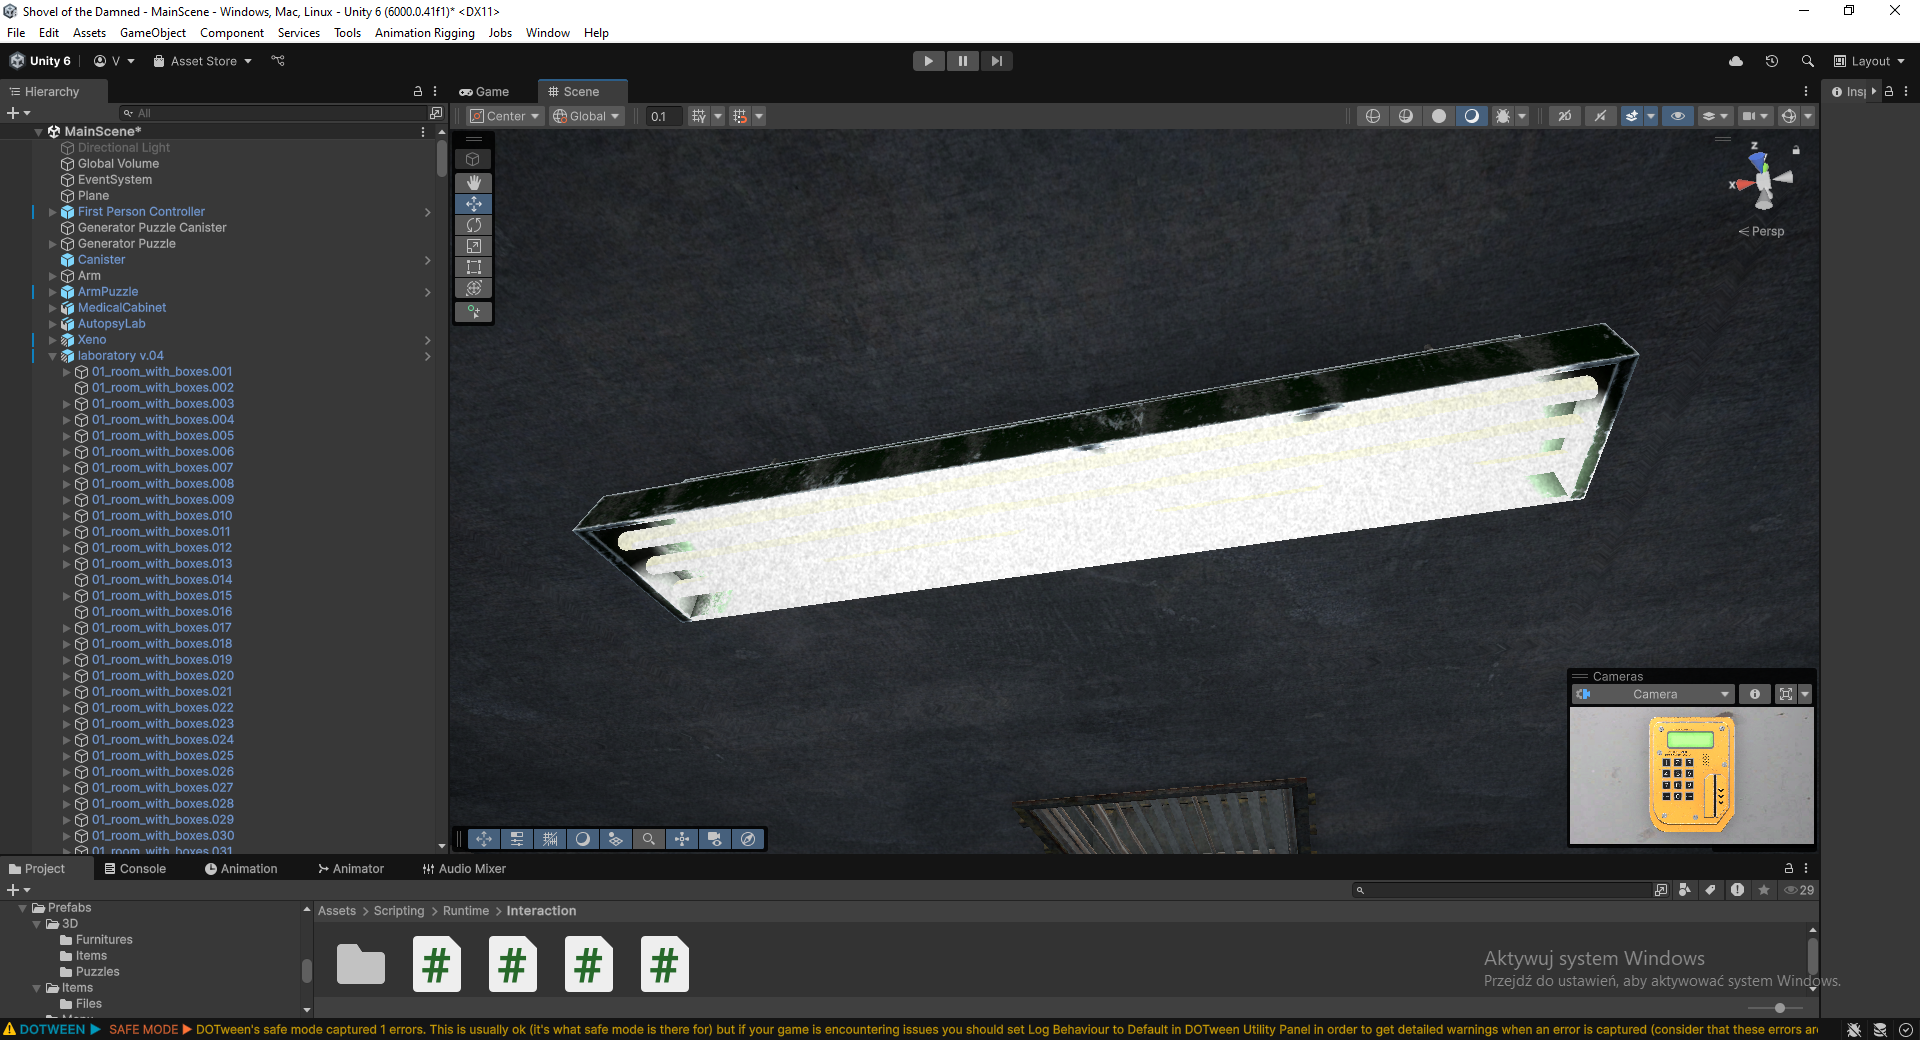 Shovel of the Damned - MainScene - Windows, Mac, Linux - Unity 6 (6000.0.41f1)* <DX11>
File Edit Assets GameObject Component Services Tools Animation Rigging Jobs Window Help
Unity 6 V Asset Store Layout
Hierarchy Game Scene Insp
All Center Global 0.1
MainScene*
Directional Light
Global Volume
EventSystem
Plane
First Person Controller
Generator Puzzle Canister
Generator Puzzle
Canister
Arm
ArmPuzzle
MedicalCabinet
AutopsyLab
Xeno
laboratory v.04
01_room_with_boxes.001
01_room_with_boxes.002
01_room_with_boxes.003
01_room_with_boxes.004
01_room_with_boxes.005
01_room_with_boxes.006
01_room_with_boxes.007
01_room_with_boxes.008
01_room_with_boxes.009
01_room_with_boxes.010
01_room_with_boxes.011
01_room_with_boxes.012
01_room_with_boxes.013
01_room_with_boxes.014
01_room_with_boxes.015
01_room_with_boxes.016
01_room_with_boxes.017
01_room_with_boxes.018
01_room_with_boxes.019
01_room_with_boxes.020
01_room_with_boxes.021
01_room_with_boxes.022
01_room_with_boxes.023
01_room_with_boxes.024
01_room_with_boxes.025
01_room_with_boxes.026
01_room_with_boxes.027
01_room_with_boxes.028
01_room_with_boxes.029
01_room_with_boxes.030
01_room_with_boxes.031
z
x
Persp
Cameras
Camera
Project Console Animation Animator Audio Mixer
29
Prefabs
3D
Furnitures
Items
Puzzles
Items
Files
Assets > Scripting > Runtime > Interaction
Aktywuj system Windows
Przejdź do ustawień, aby aktywować system Windows.
DOTWEEN ► SAFE MODE ► DOTween's safe mode captured 1 errors. This is usually ok (it's what safe mode is there for) but if your game is encountering issues you should set Log Behaviour to Default in DOTween Utility Panel in order to get detailed warnings when an error is captured (consider that these errors are